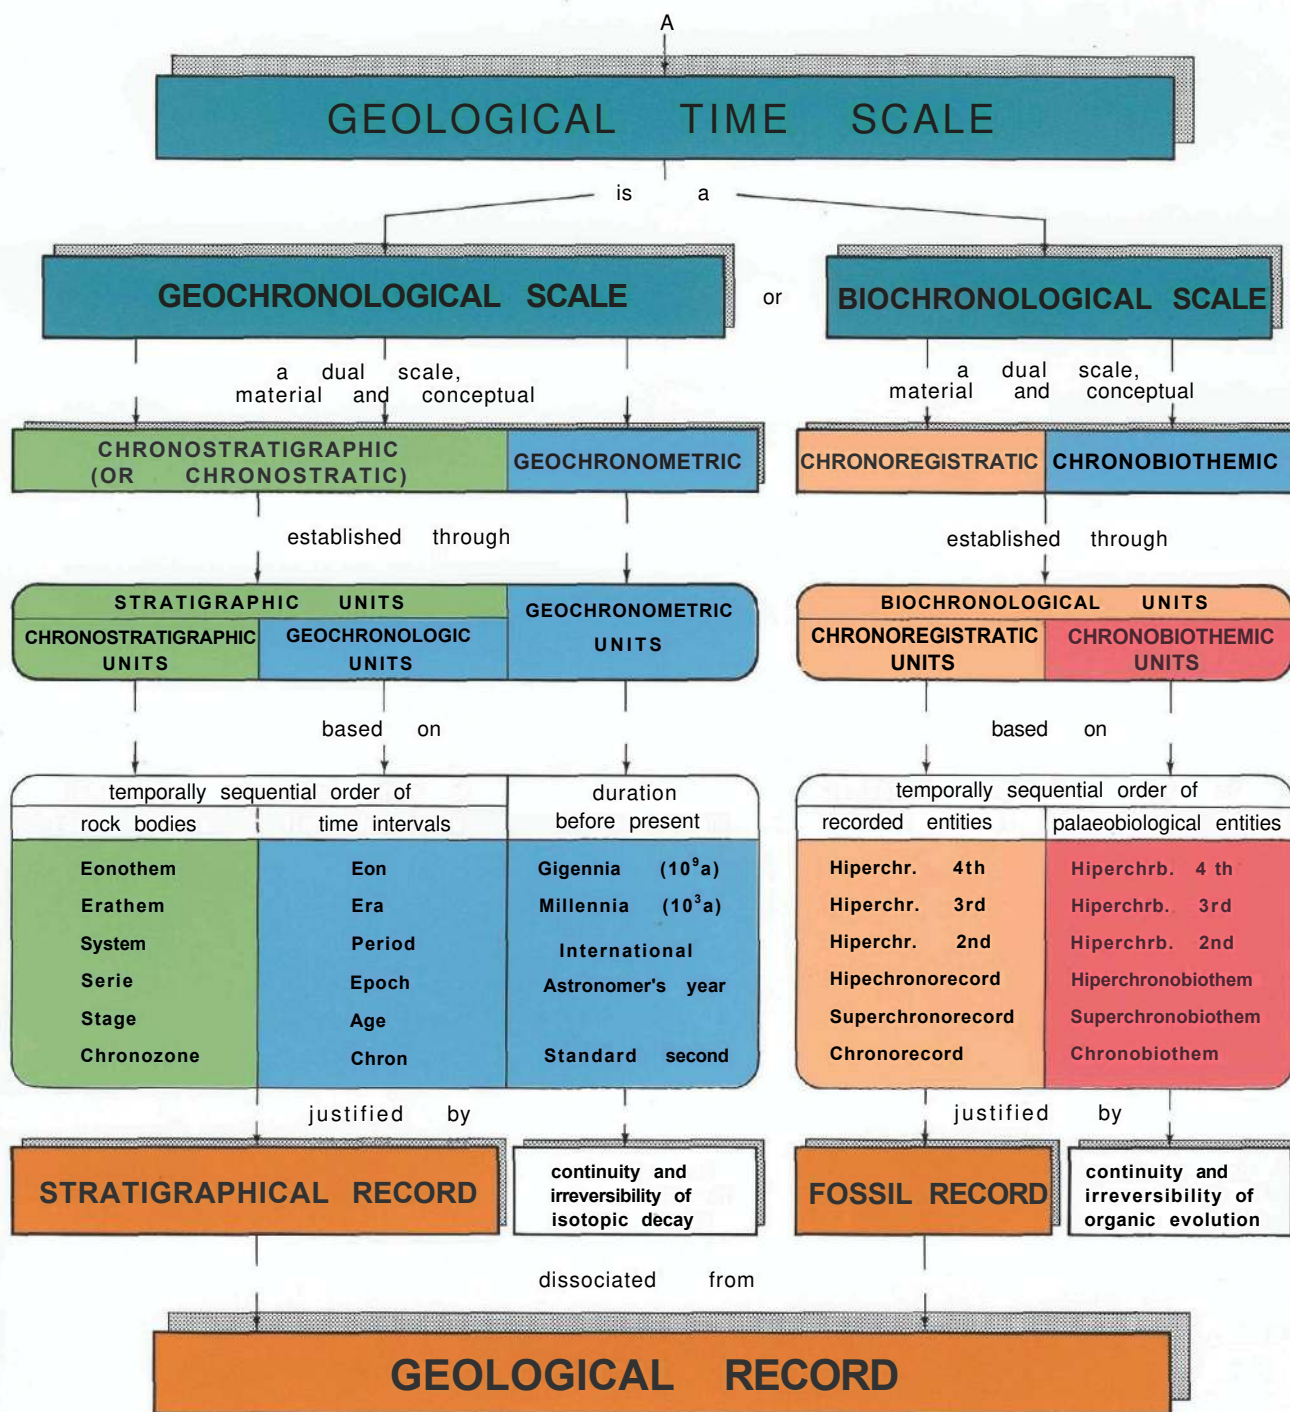 A
GEOLOGICAL TIME SCALE
is a
GEOCHRONOLOGICAL SCALE
or
BIOCHRONOLOGICAL SCALE
a dual scale,
material and conceptual
a dual scale,
material and conceptual
CHRONOSTRATIGRAPHIC
(OR CHRONOSTRATIC)
GEOCHRONOMETRIC
CHRONOREGISTRATIC
CHRONOBIOTHEMIC
established through
established through
STRATIGRAPHIC UNITS
CHRONOSTRATIGRAPHIC
UNITS
GEOCHRONOLOGIC
UNITS
GEOCHRONOMETRIC
UNITS
BIOCHRONOLOGICAL UNITS
CHRONOREGISTRATIC
UNITS
CHRONOBIOTHEMIC
UNITS
based on
based on
temporally sequential order of
rock bodies
time intervals
duration
before present
temporally sequential order of
recorded entities
palaeobiological entities
Eonothem
Erathem
System
Serie
Stage
Chronozone
Eon
Era
Period
Epoch
Age
Chron
Gigennia (10⁹a)
Millennia (10³a)
International
Astronomer's year
Standard second
Hiperchr. 4th
Hiperchr. 3rd
Hiperchr. 2nd
Hipechronorecord
Superchronorecord
Chronorecord
Hiperchrb. 4 th
Hiperchrb. 3rd
Hiperchrb. 2nd
Hiperchronobiothem
Superchronobiothem
Chronobiothem
justified by
justified by
STRATIGRAPHICAL RECORD
continuity and
irreversibility of
isotopic decay
FOSSIL RECORD
continuity and
irreversibility of
organic evolution
dissociated from
GEOLOGICAL RECORD